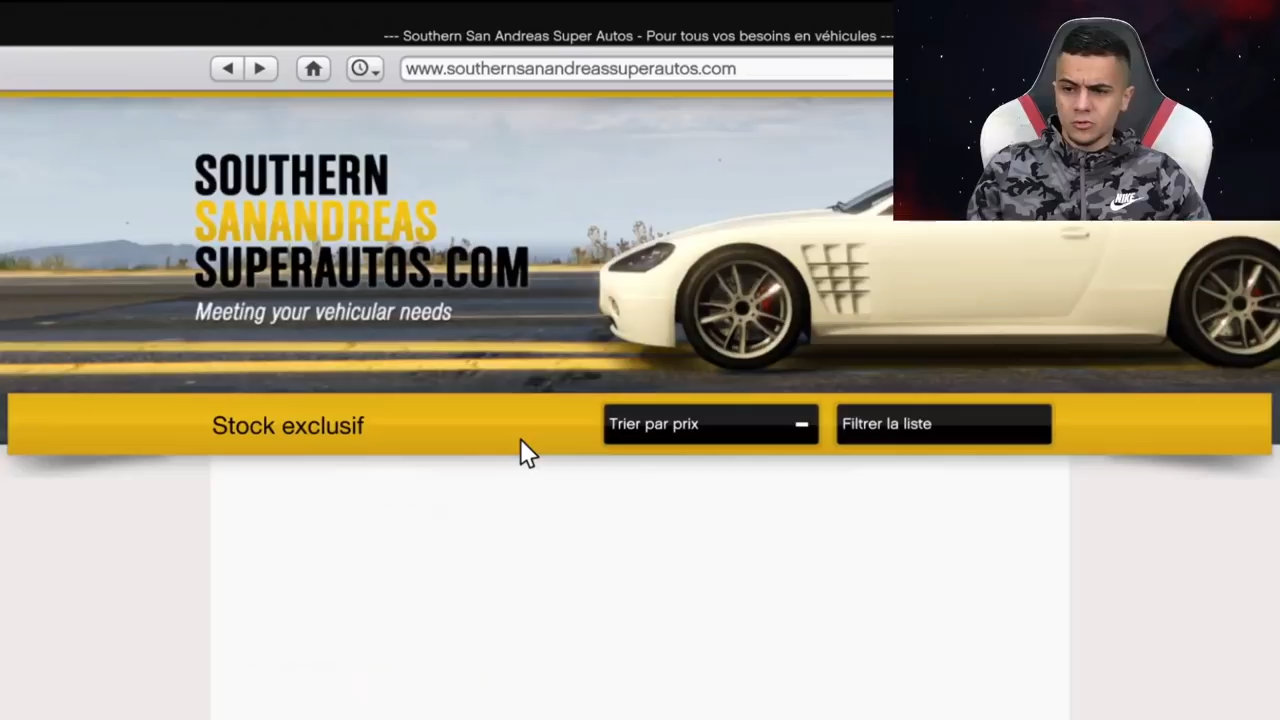 --- Southern San Andreas Super Autos - Pour tous vos besoins en véhicules ---
www.southernsanandreassuperautos.com
SOUTHERN
SANANDREAS
SUPERAUTOS.COM
Meeting your vehicular needs
NIKE
Stock exclusif
Trier par prix
Filtrer la liste